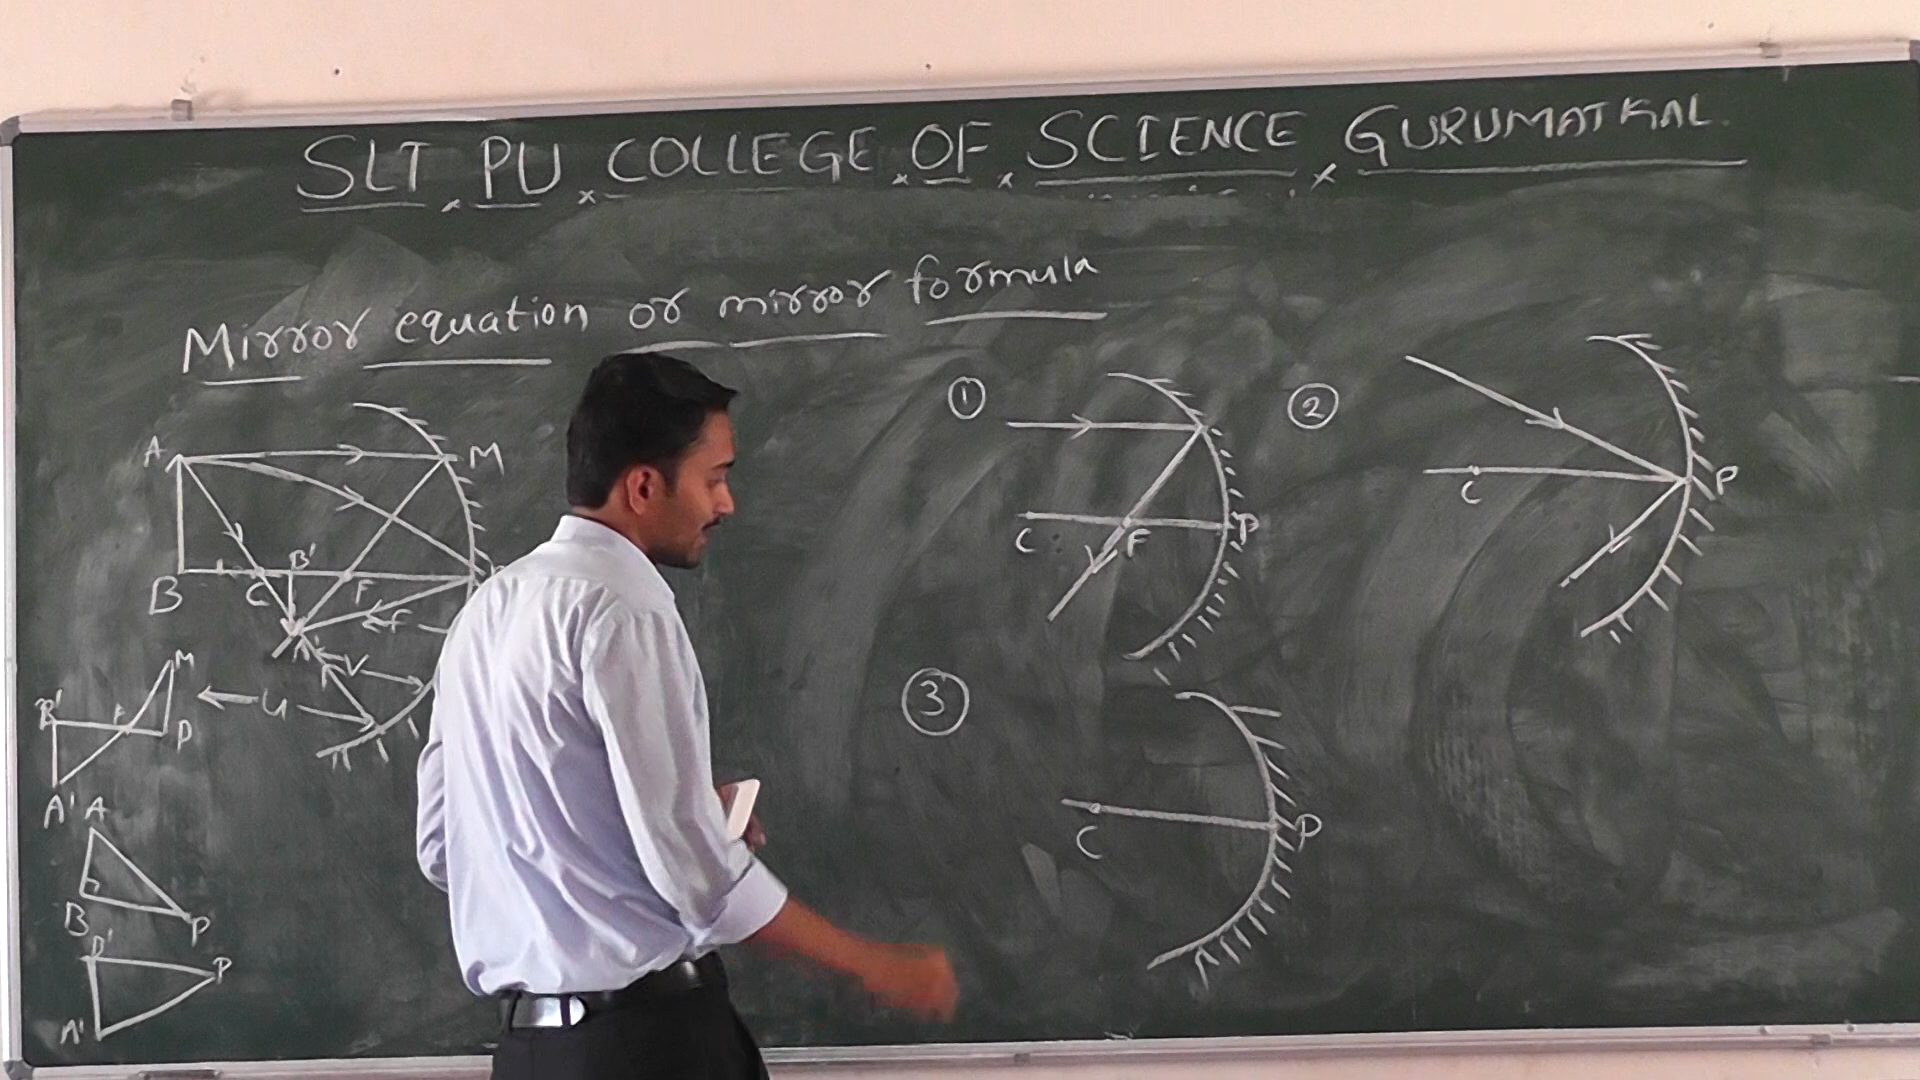 SLT PU COLLEGE OF SCIENCE GURUMATKAL.
Mirror equation or mirror formula
A M
B C B' F
f
A'
V
u
M
B' F P
A'
A
B P
B' P
A'
①
C F P
②
C P
③
C P